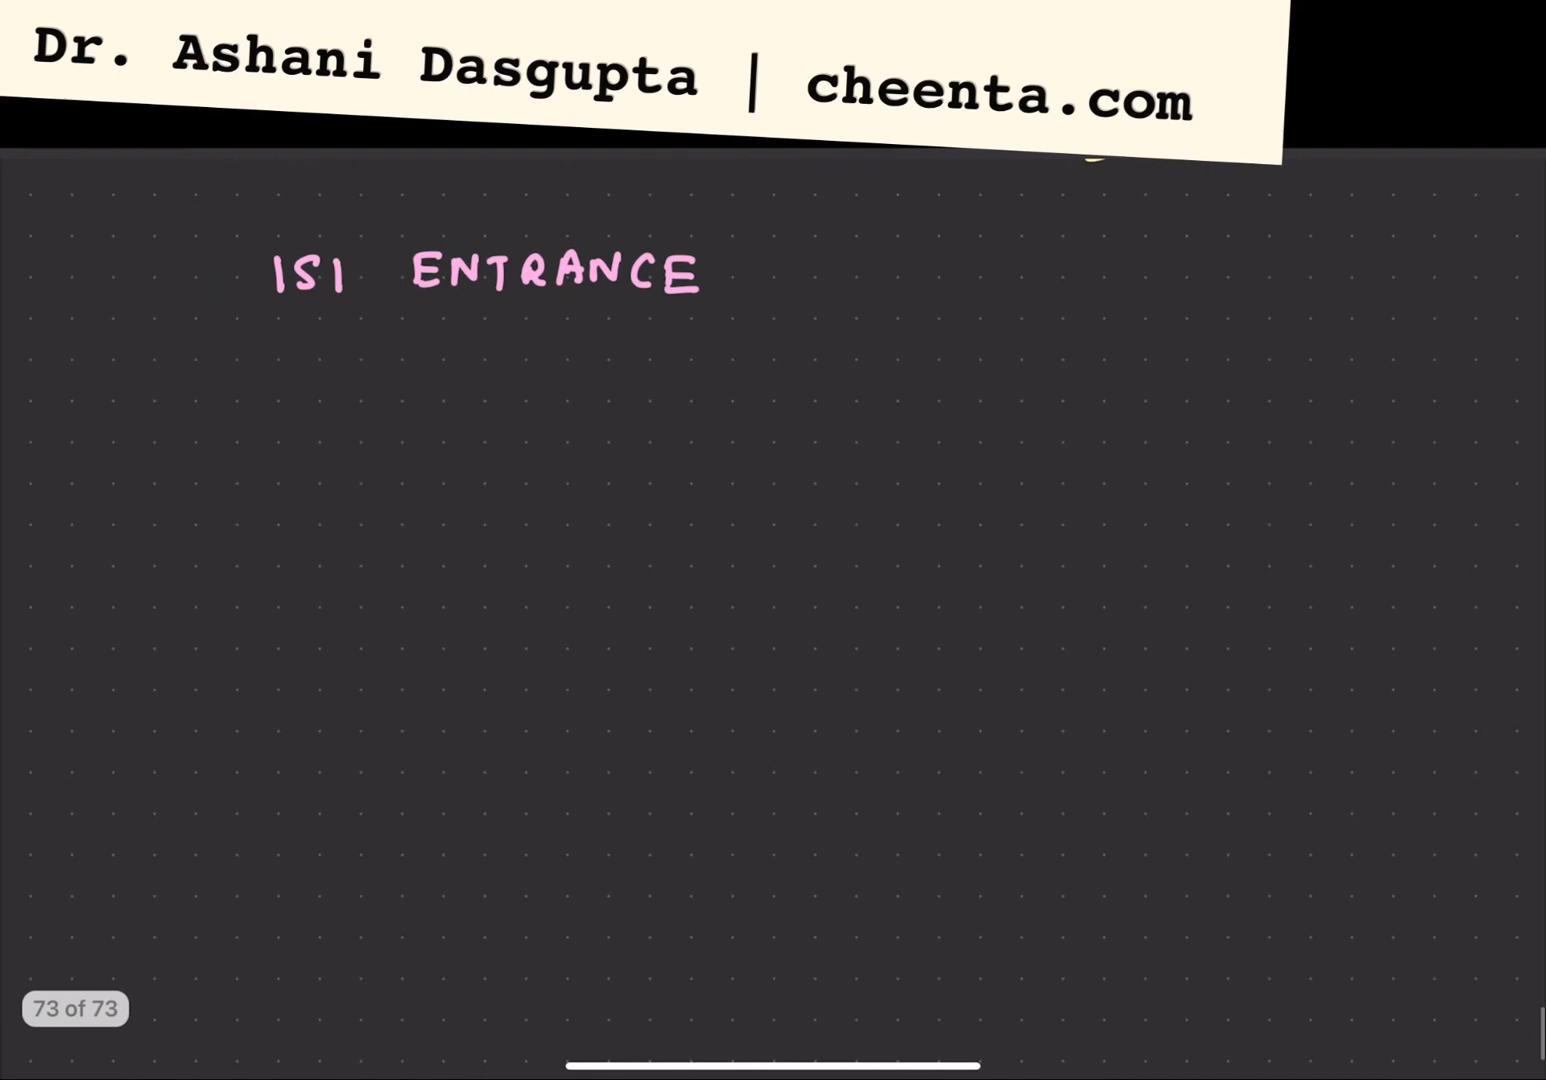 Dr. Ashani Dasgupta | cheenta.com
ISI ENTRANCE
73 of 73